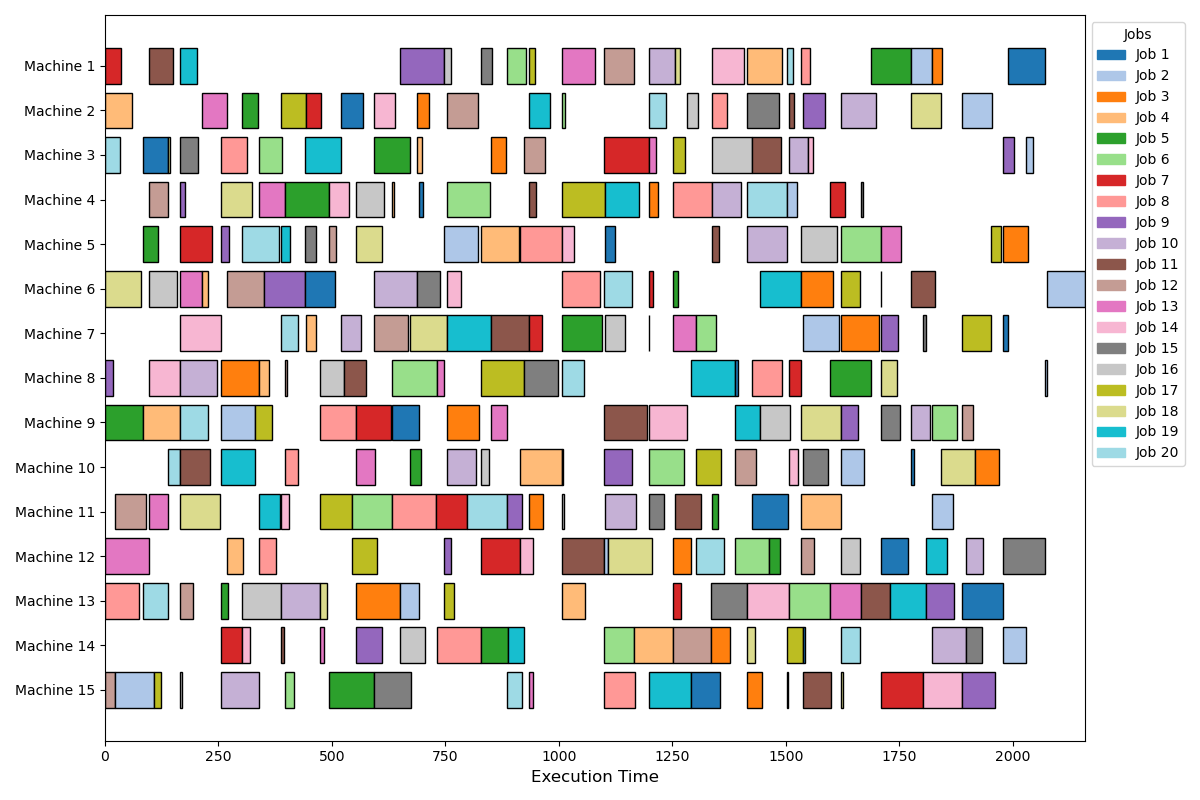 Machine 1
Machine 2
Machine 3
Machine 4
Machine 5
Machine 6
Machine 7
Machine 8
Machine 9
Machine 10
Machine 11
Machine 12
Machine 13
Machine 14
Machine 15
0 250 500 750 1000 1250 1500 1750 2000
Execution Time
Jobs
Job 1
Job 2
Job 3
Job 4
Job 5
Job 6
Job 7
Job 8
Job 9
Job 10
Job 11
Job 12
Job 13
Job 14
Job 15
Job 16
Job 17
Job 18
Job 19
Job 20